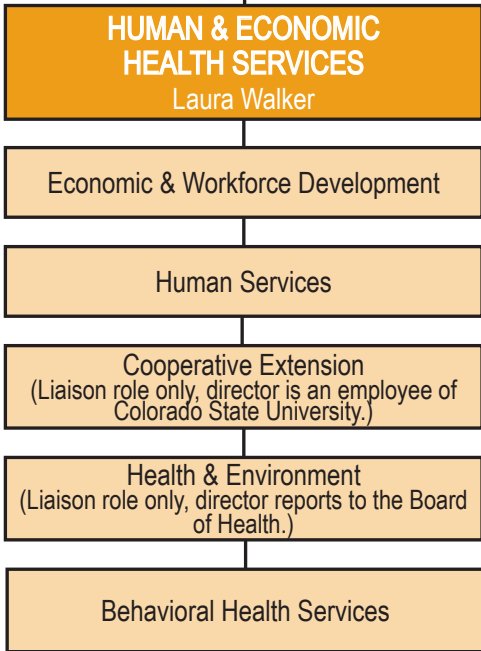 HUMAN & ECONOMIC
HEALTH SERVICES
Laura Walker
Economic & Workforce Development
Human Services
Cooperative Extension
(Liaison role only, director is an employee of
Colorado State University.)
Health & Environment
(Liaison role only, director reports to the Board
of Health.)
Behavioral Health Services